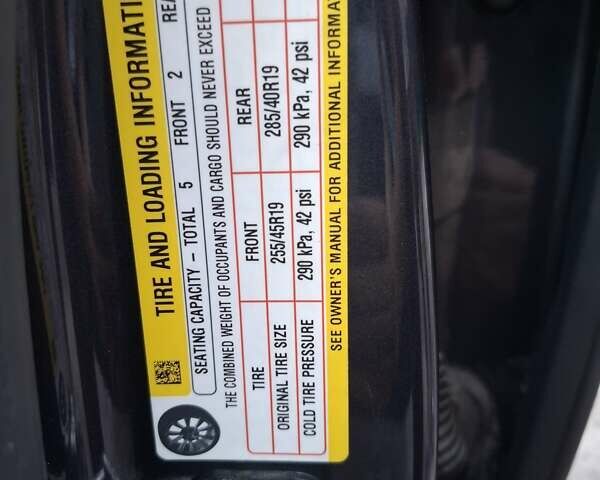 TIRE AND LOADING INFORMATI
SEATING CAPACITY – TOTAL 5 FRONT 2 REA
THE COMBINED WEIGHT OF OCCUPANTS AND CARGO SHOULD NEVER EXCEED
TIRE FRONT REAR
ORIGINAL TIRE SIZE 255/45R19 285/40R19
COLD TIRE PRESSURE 290 kPa, 42 psi 290 kPa, 42 psi
SEE OWNER'S MANUAL FOR ADDITIONAL INFORMA